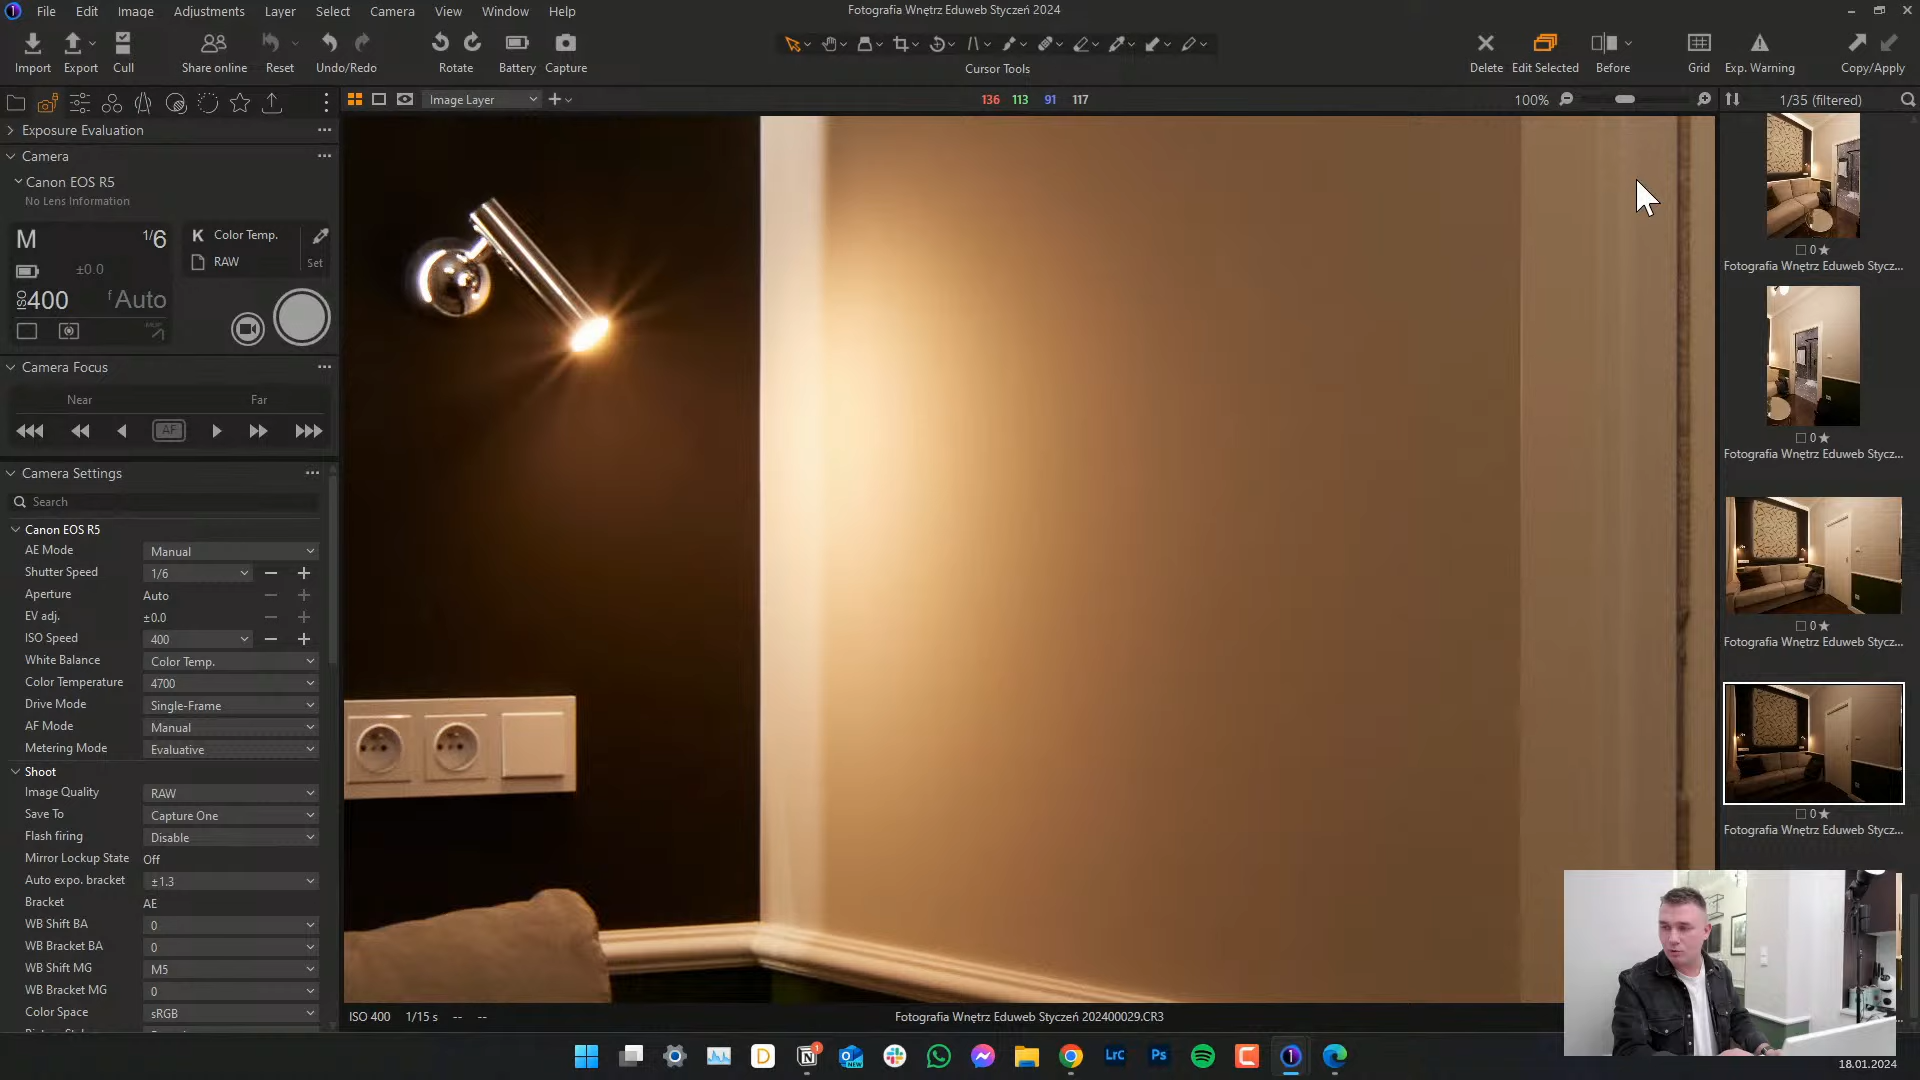 File Edit Image Adjustments Layer Select Camera View Window Help
Fotografia Wnętrz Eduweb Styczeń 2024
Import Export Cull Share online Reset Undo/Redo Rotate Battery Capture
Cursor Tools
Delete Edit Selected Before Grid Exp. Warning Copy/Apply
Image Layer
136 113 91 117
100%
1/35 (filtered)
Exposure Evaluation
Camera
Canon EOS R5
No Lens Information
M 1/6
K Color Temp.
±0.0
RAW
Set
ISO 400 f Auto
Camera Focus
Near Far
AF
Camera Settings
Search
Canon EOS R5
AE Mode Manual
Shutter Speed 1/6
Aperture Auto
EV adj. ±0.0
ISO Speed 400
White Balance Color Temp.
Color Temperature 4700
Drive Mode Single-Frame
AF Mode Manual
Metering Mode Evaluative
Shoot
Image Quality RAW
Save To Capture One
Flash firing Disable
Mirror Lockup State Off
Auto expo. bracket ±1.3
Bracket AE
WB Shift BA 0
WB Bracket BA 0
WB Shift MG M5
WB Bracket MG 0
Color Space sRGB
0
Fotografia Wnętrz Eduweb Stycz...
0
Fotografia Wnętrz Eduweb Stycz...
0
Fotografia Wnętrz Eduweb Stycz...
0
Fotografia Wnętrz Eduweb Stycz...
ISO 400 1/15 s -- --
Fotografia Wnętrz Eduweb Styczeń 202400029.CR3
D
N
1
NEW
LrC
Ps
C
1
18.01.2024